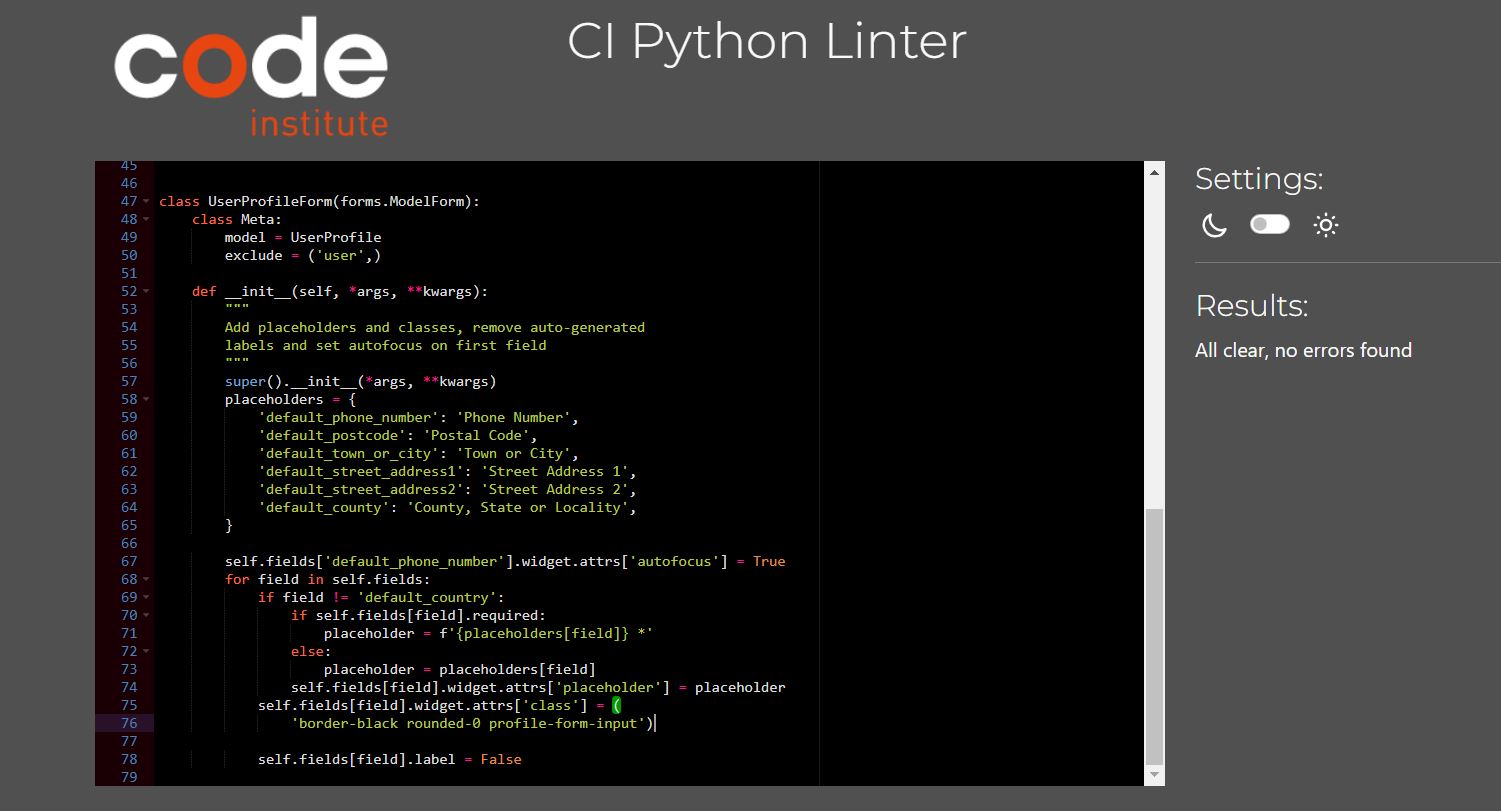 code
institute
CI Python Linter
45
46
47 class UserProfileForm(forms.ModelForm):
48     class Meta:
49         model = UserProfile
50         exclude = ('user',)
51
52     def __init__(self, *args, **kwargs):
53         """
54         Add placeholders and classes, remove auto-generated
55         labels and set autofocus on first field
56         """
57         super().__init__(*args, **kwargs)
58         placeholders = {
59             'default_phone_number': 'Phone Number',
60             'default_postcode': 'Postal Code',
61             'default_town_or_city': 'Town or City',
62             'default_street_address1': 'Street Address 1',
63             'default_street_address2': 'Street Address 2',
64             'default_county': 'County, State or Locality',
65         }
66
67         self.fields['default_phone_number'].widget.attrs['autofocus'] = True
68         for field in self.fields:
69             if field != 'default_country':
70                 if self.fields[field].required:
71                     placeholder = f'{placeholders[field]} *'
72                 else:
73                     placeholder = placeholders[field]
74                 self.fields[field].widget.attrs['placeholder'] = placeholder
75             self.fields[field].widget.attrs['class'] = (
76                 'border-black rounded-0 profile-form-input')
77
78             self.fields[field].label = False
79
Settings:
Results:
All clear, no errors found